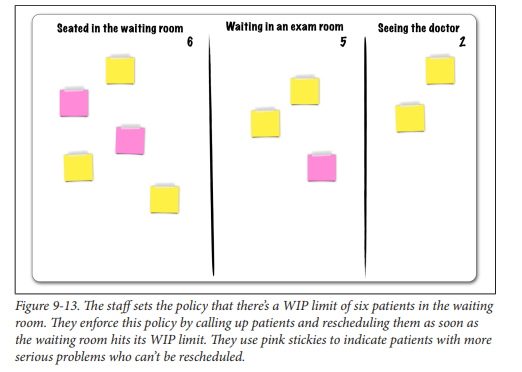 Seated in the waiting room
6
Waiting in an exam room
5
Seeing the doctor
2
Figure 9-13. The staff sets the policy that there's a WIP limit of six patients in the waiting
room. They enforce this policy by calling up patients and rescheduling them as soon as
the waiting room hits its WIP limit. They use pink stickies to indicate patients with more
serious problems who can't be rescheduled.